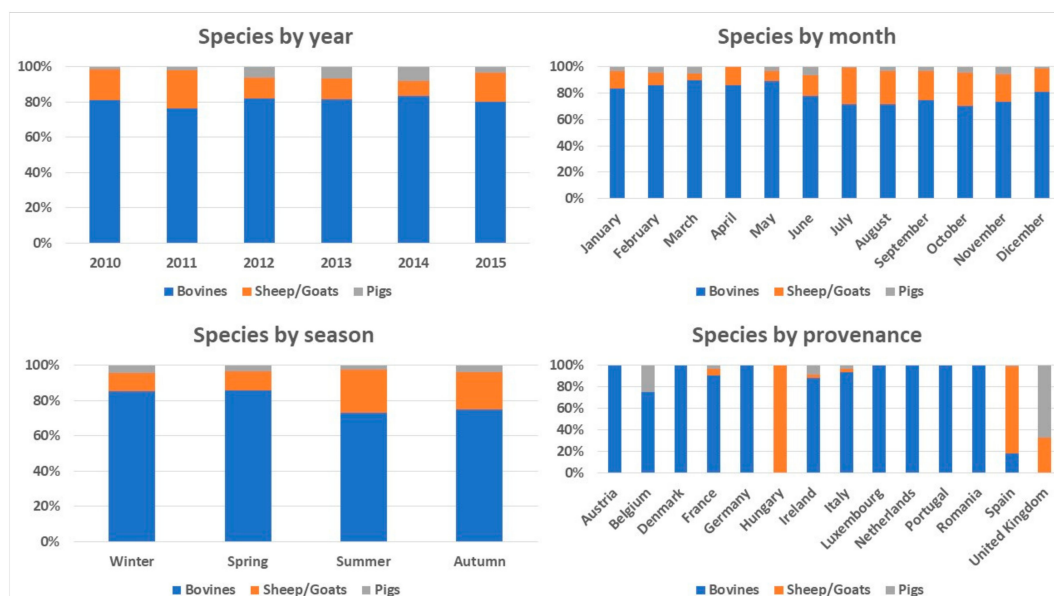 Species by year
100%
80%
60%
40%
20%
0%
2010 2011 2012 2013 2014 2015
Bovines Sheep/Goats Pigs
Species by month
100%
80%
60%
40%
20%
0%
January February March April May June July August September October November Dicember
Bovines Sheep/Goats Pigs
Species by season
100%
80%
60%
40%
20%
0%
Winter Spring Summer Autumn
Bovines Sheep/Goats Pigs
Species by provenance
100%
80%
60%
40%
20%
0%
Austria Belgium Denmark France Germany Hungary Ireland Italy Luxembourg Netherlands Portugal Romania Spain United Kingdom
Bovines Sheep/Goats Pigs